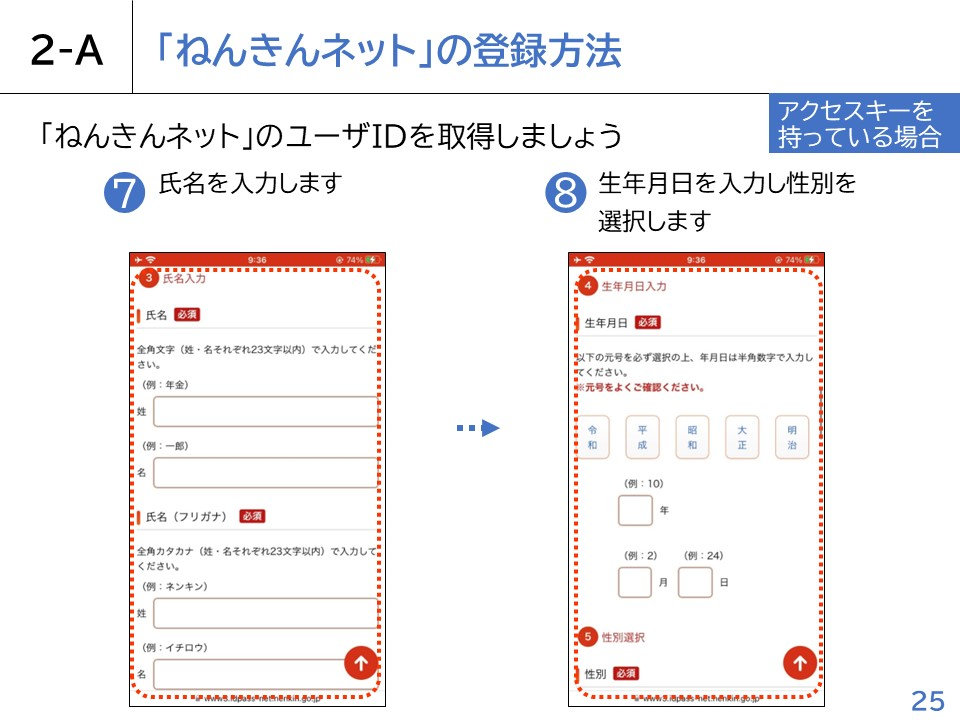 2-A
「ねんきんネット」の登録方法
アクセスキーを
持っている場合
「ねんきんネット」のユーザIDを取得しましょう
7 氏名を入力します
9:36 74%
3 氏名入力
氏名 必須
全角文字（姓・名それぞれ23文字以内）で入力してくだ
さい。
（例：年金）
姓
（例：一郎）
名
氏名（フリガナ） 必須
全角カタカナ（姓・名それぞれ23文字以内）で入力して
ください。
（例：ネンキン）
姓
（例：イチロウ）
名
www3.idpass-net.nenkin.go.jp
8 生年月日を入力し性別を
選択します
9:36 74%
4 生年月日入力
生年月日 必須
以下の元号を必ず選択の上、年月日は半角数字で入力し
てください。
※元号をよくご確認ください。
令和 平成 昭和 大正 明治
（例：10）
年
（例：2） （例：24）
月 日
5 性別選択
性別 必須
www3.idpass-net.nenkin.go.jp
25